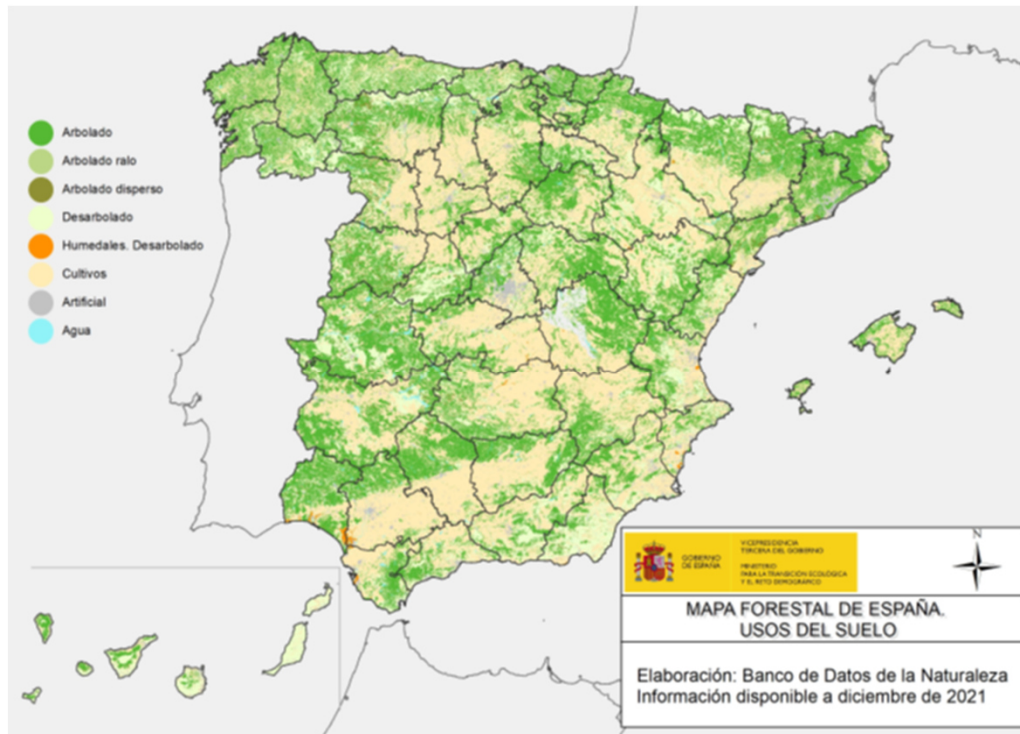 Arbolado
Arbolado ralo
Arbolado disperso
Desarbolado
Humedales. Desarbolado
Cultivos
Artificial
Agua
GOBIERNO
DE ESPAÑA
VICEPRESIDENCIA
TERCERA DEL GOBIERNO
MINISTERIO
PARA LA TRANSICIÓN ECOLÓGICA
Y EL RETO DEMOGRÁFICO
N
MAPA FORESTAL DE ESPAÑA.
USOS DEL SUELO
Elaboración: Banco de Datos de la Naturaleza
Información disponible a diciembre de 2021